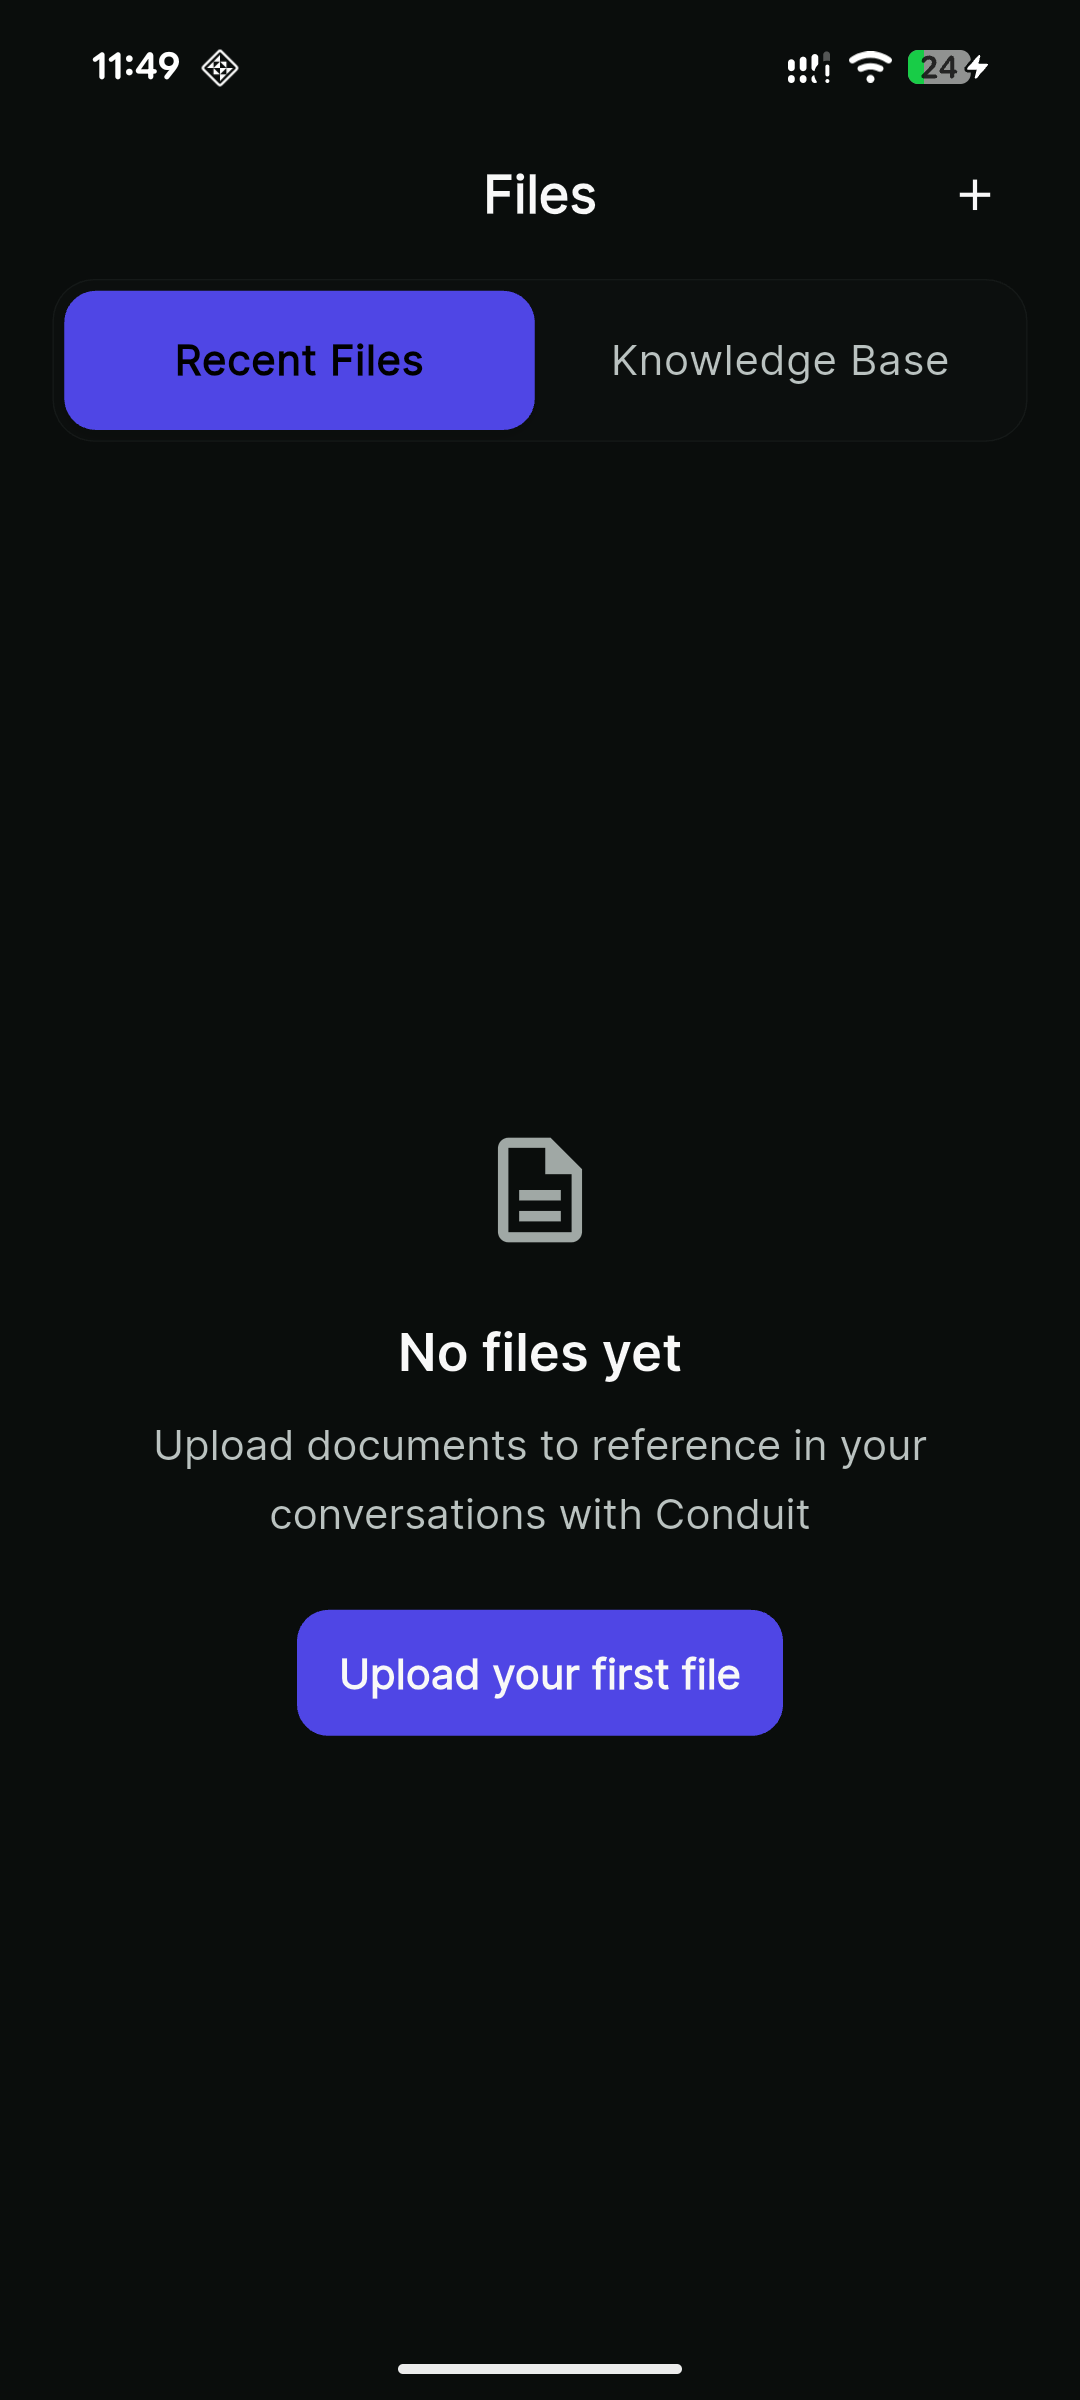 11:49
24
Files
Recent Files
Knowledge Base
No files yet
Upload documents to reference in your
conversations with Conduit
Upload your first file